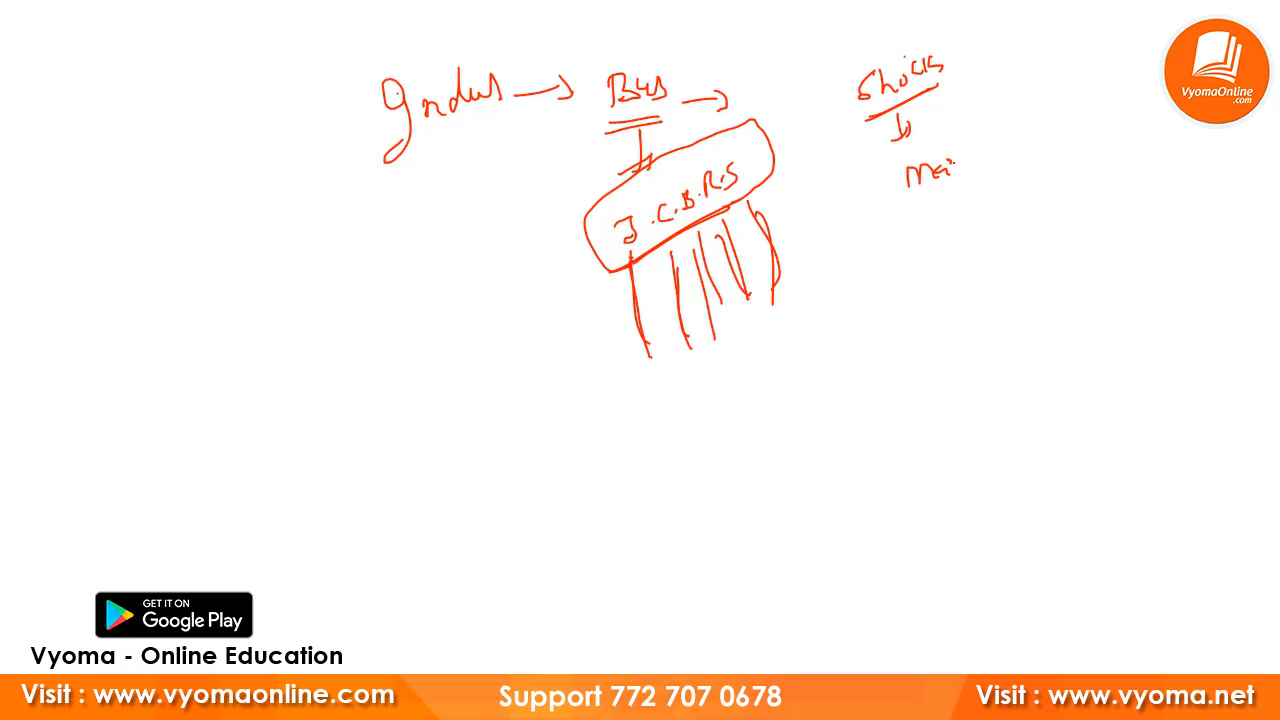 Indus → Bus →
Shocks
J.C.B.R.S
VyomaOnline
.com
GET IT ON
Google Play
Vyoma - Online Education
Visit : www.vyomaonline.com
Support 772 707 0678
Visit : www.vyoma.net